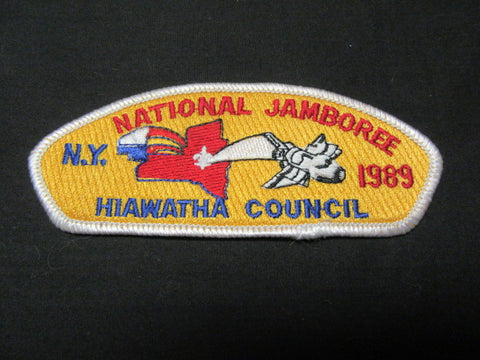 NATIONAL JAMBOREE
N.Y.
1989
HIAWATHA COUNCIL